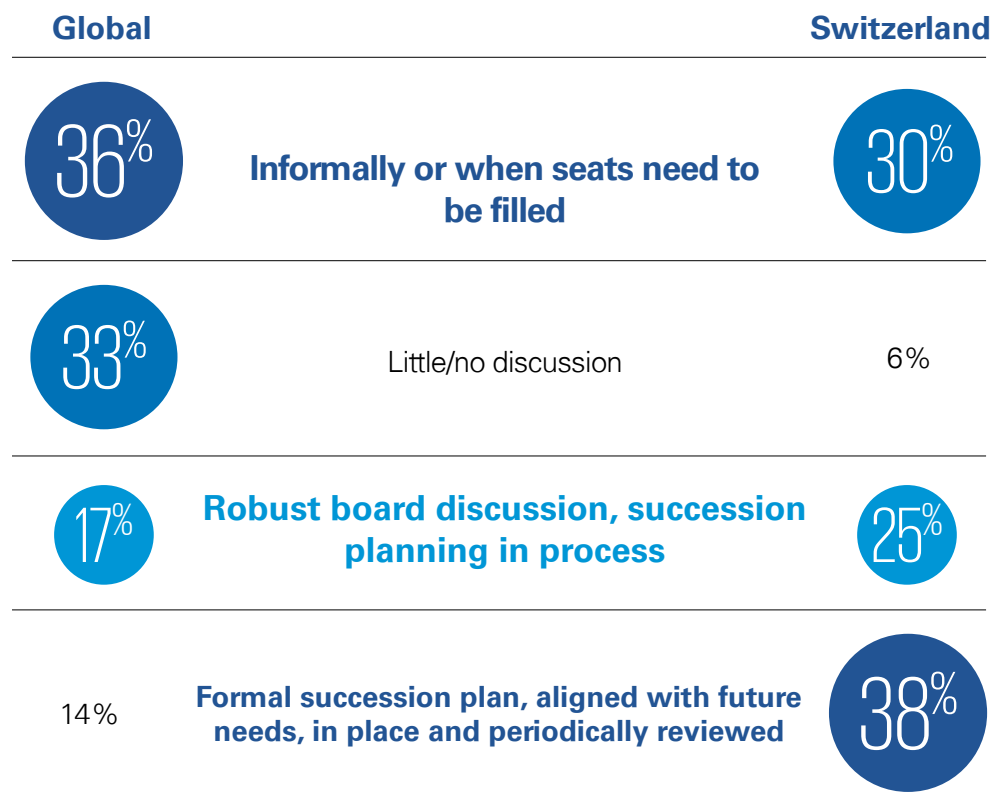 Global Switzerland
36% Informally or when seats need to 30%
be filled
33% Little/no discussion 6%
17% Robust board discussion, succession 25%
planning in process
14% Formal succession plan, aligned with future 38%
needs, in place and periodically reviewed